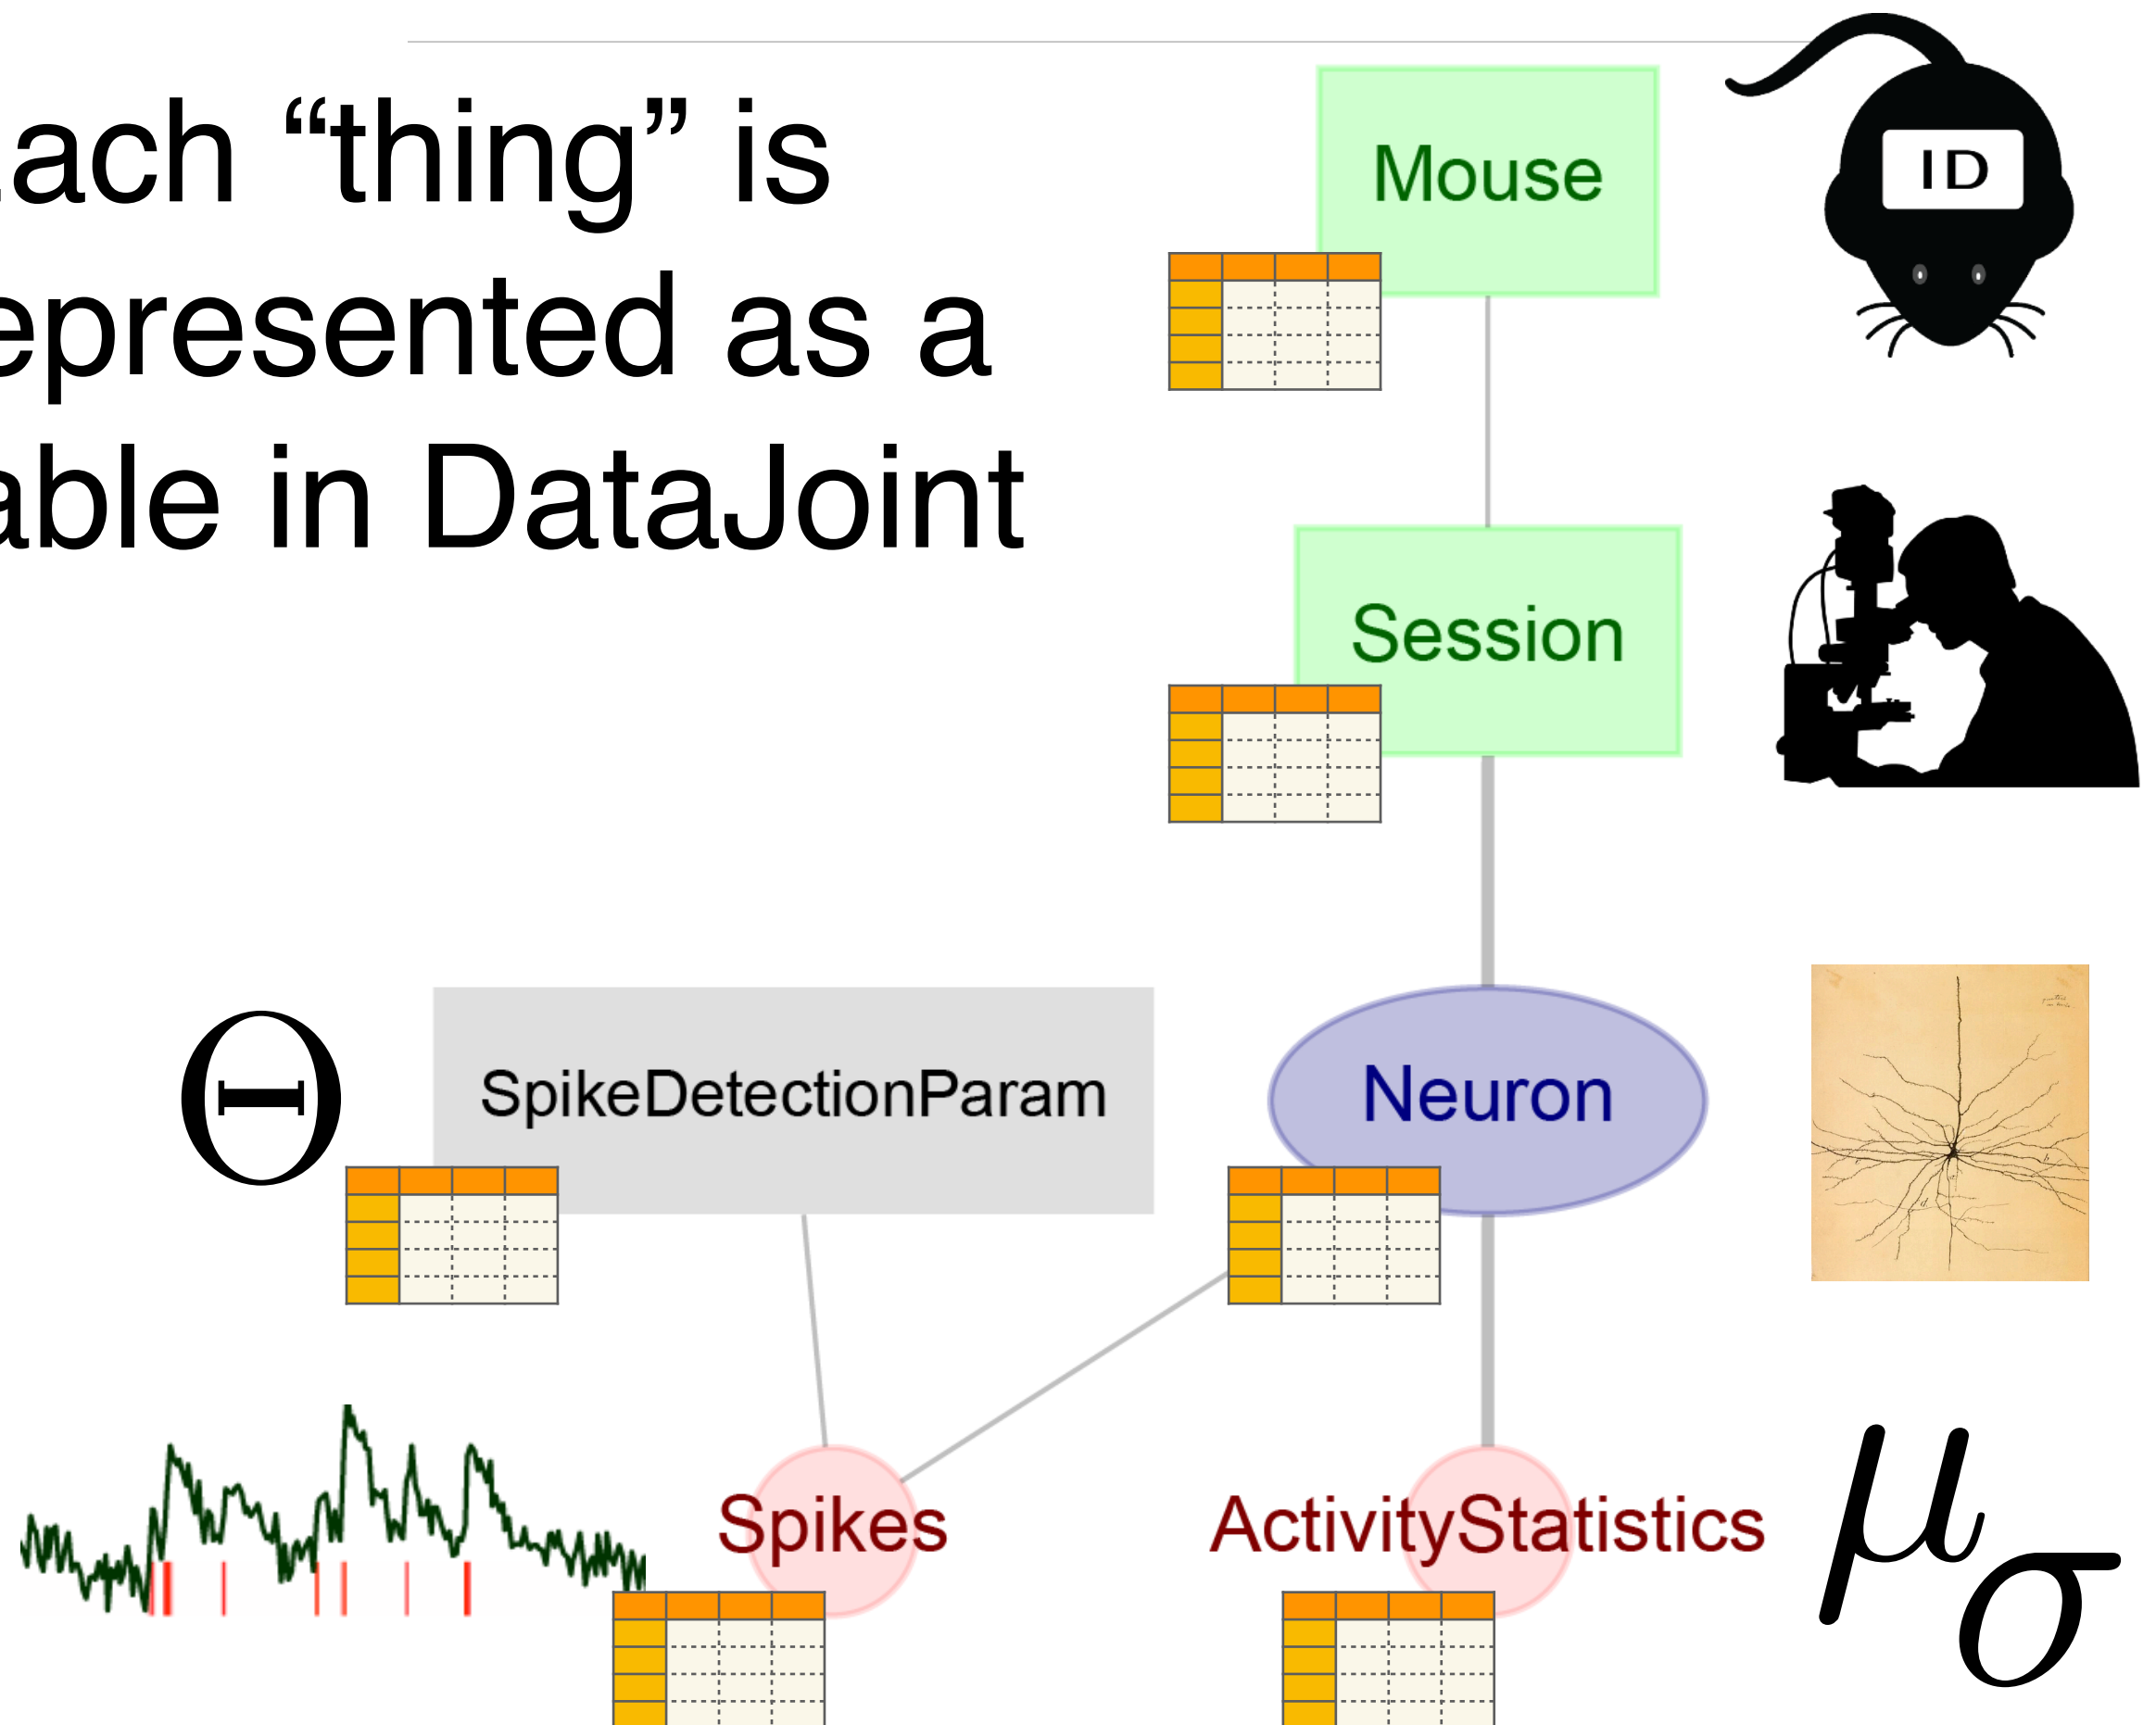 ach “thing” is
epresented as a
able in DataJoint
Mouse
ID
Session
Θ
SpikeDetectionParam
Neuron
Spikes
ActivityStatistics
μ
σ